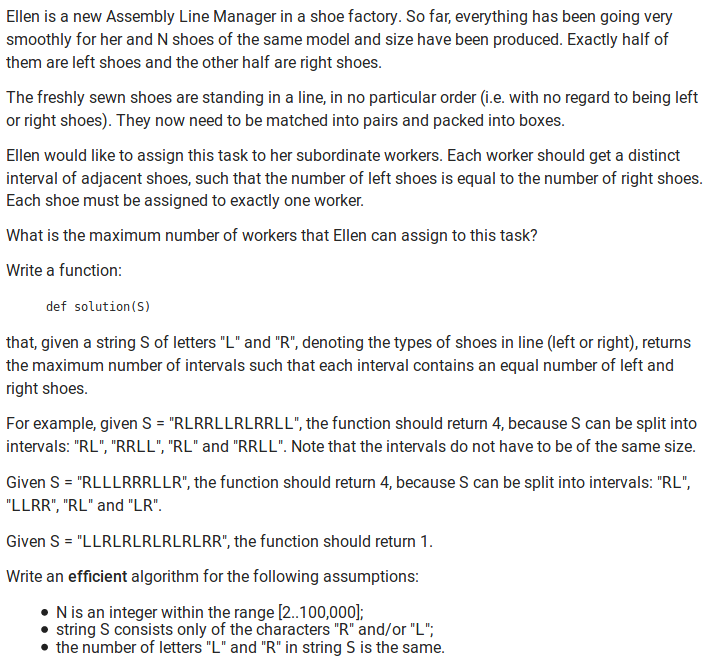 Ellen is a new Assembly Line Manager in a shoe factory. So far, everything has been going very
smoothly for her and N shoes of the same model and size have been produced. Exactly half of
them are left shoes and the other half are right shoes.
The freshly sewn shoes are standing in a line, in no particular order (i.e. with no regard to being left
or right shoes). They now need to be matched into pairs and packed into boxes.
Ellen would like to assign this task to her subordinate workers. Each worker should get a distinct
interval of adjacent shoes, such that the number of left shoes is equal to the number of right shoes.
Each shoe must be assigned to exactly one worker.
What is the maximum number of workers that Ellen can assign to this task?
Write a function:
def solution(S)
that, given a string S of letters "L" and "R", denoting the types of shoes in line (left or right), returns
the maximum number of intervals such that each interval contains an equal number of left and
right shoes.
For example, given S = "RLRRLLRLRRLL", the function should return 4, because S can be split into
intervals: "RL", "RRLL", "RL" and "RRLL". Note that the intervals do not have to be of the same size.
Given S = "RLLLRRRLLR", the function should return 4, because S can be split into intervals: "RL",
"LLRR", "RL" and "LR".
Given S = "LLRLRLRLRLRLRR", the function should return 1.
Write an efficient algorithm for the following assumptions:
● N is an integer within the range [2..100,000];
● string S consists only of the characters "R" and/or "L";
● the number of letters "L" and "R" in string S is the same.